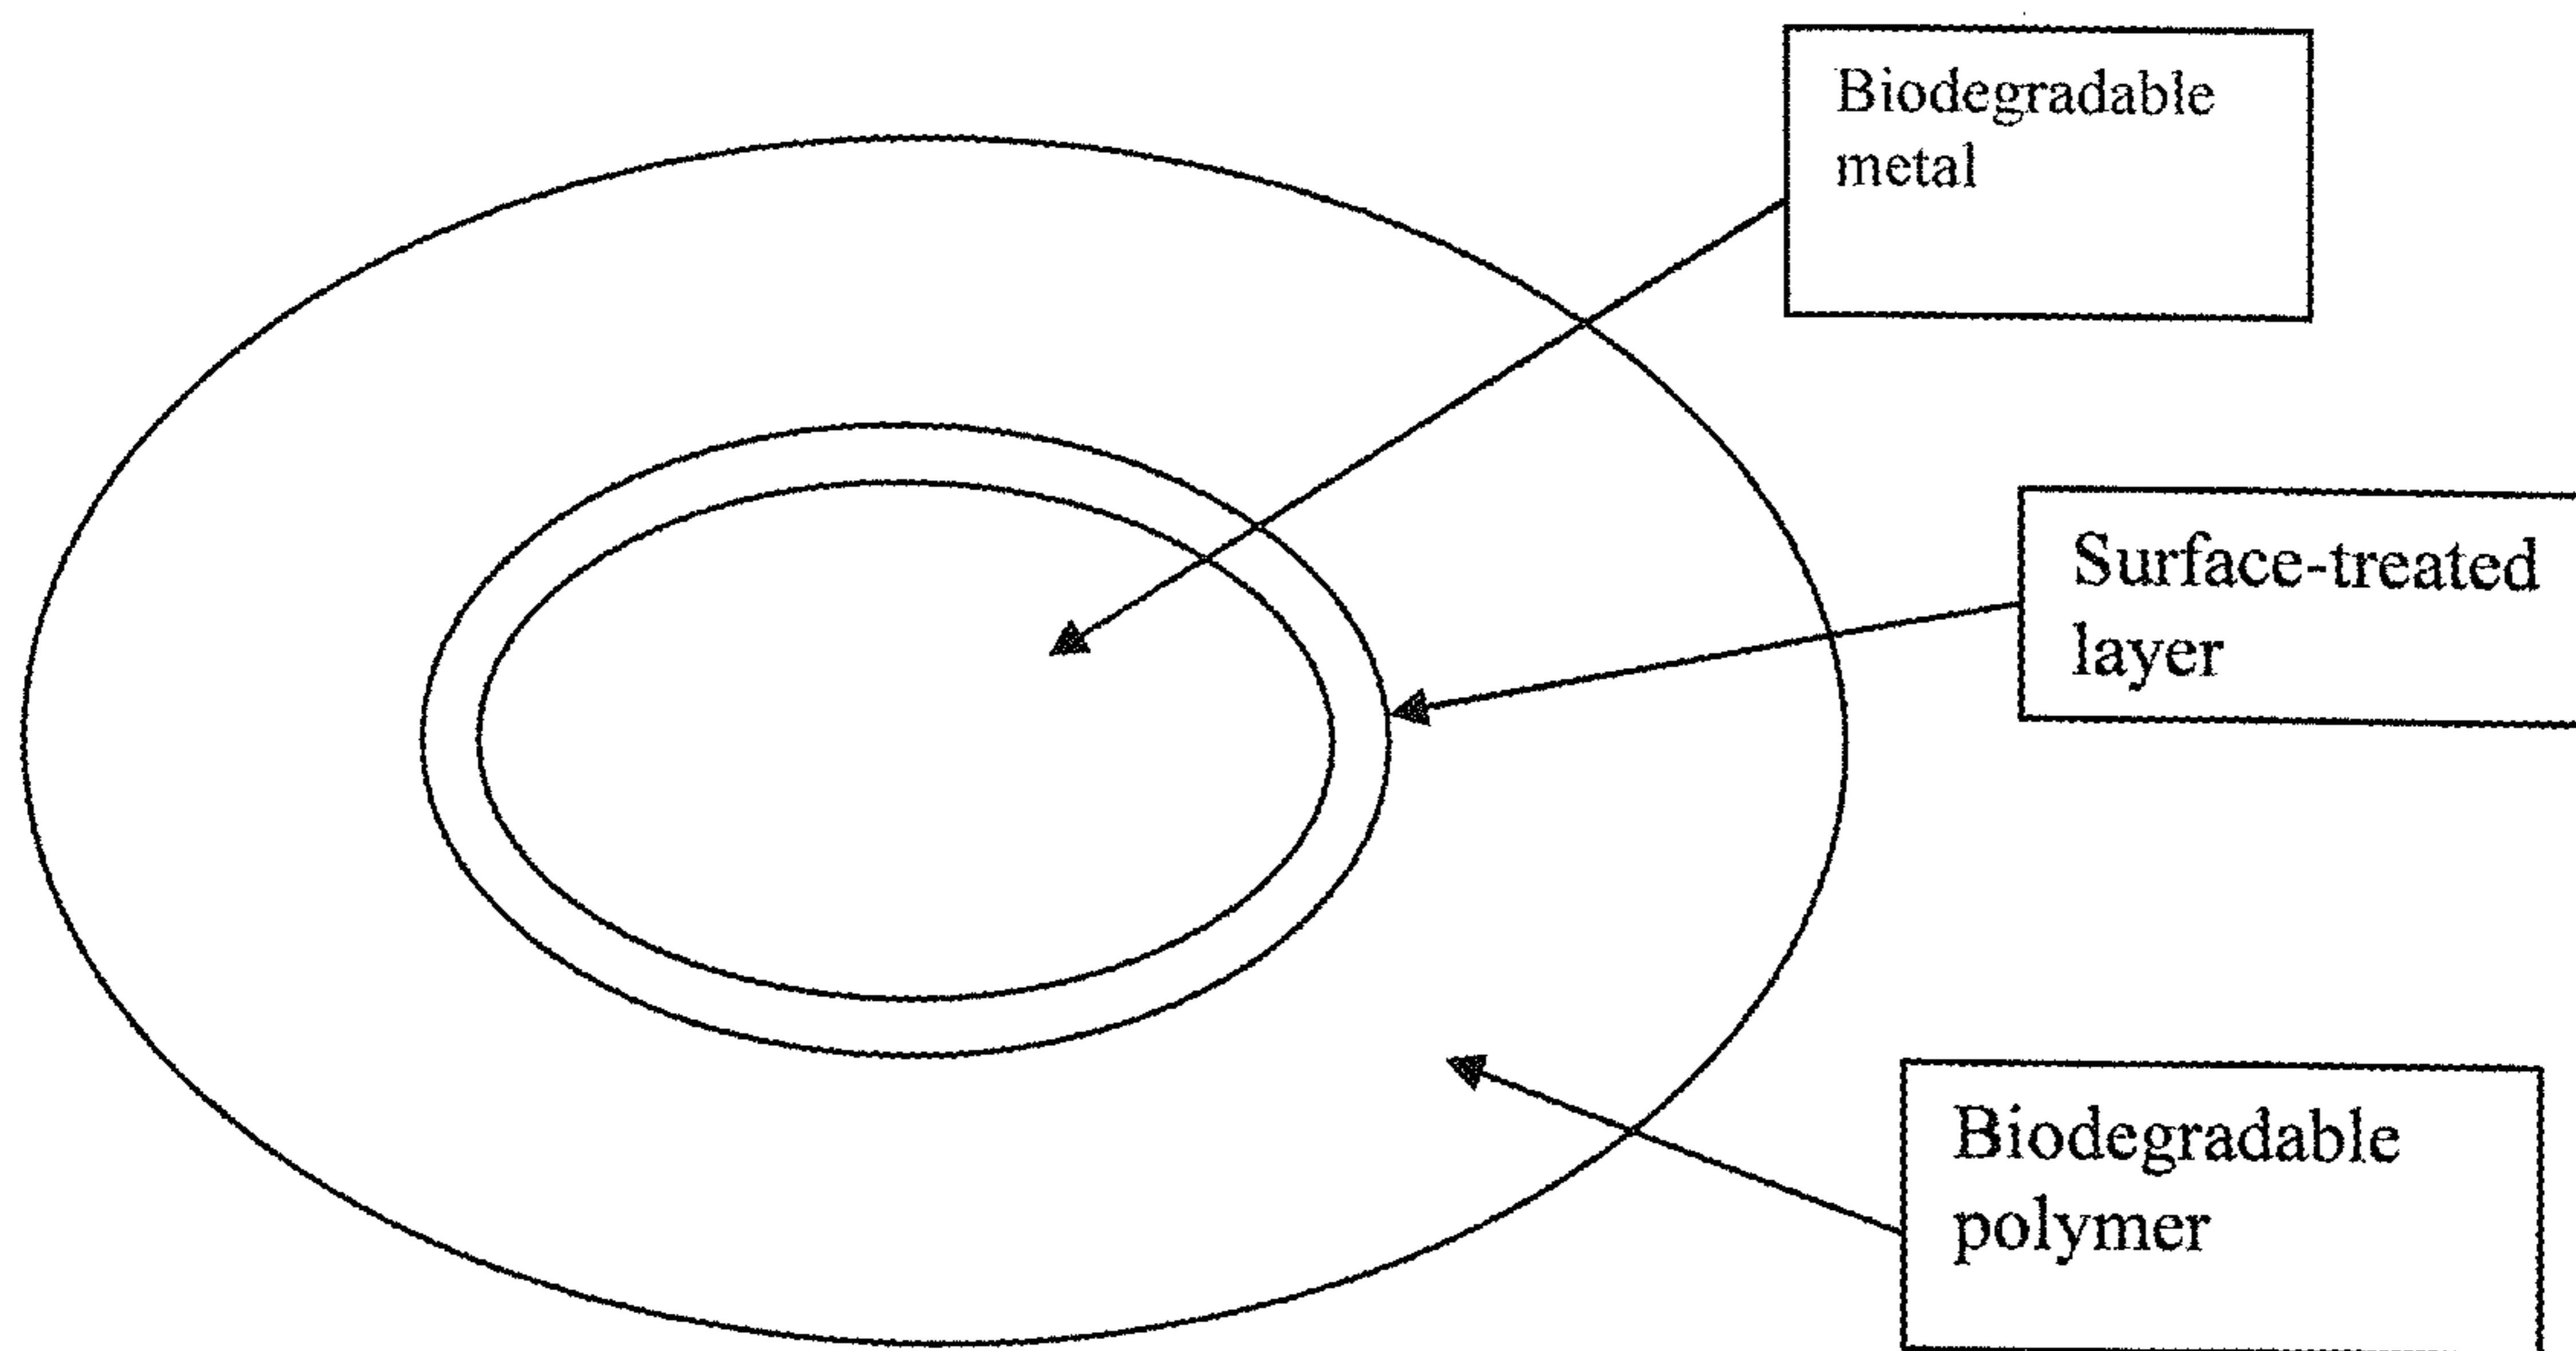 Biodegradable
metal
Surface-treated
layer
Biodegradable
polymer